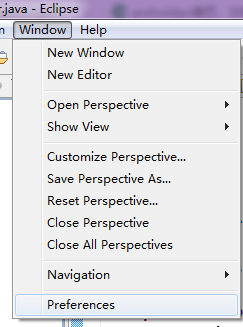 r.java - Eclipse
n Window Help
New Window
New Editor
Open Perspective
Show View
Customize Perspective...
Save Perspective As...
Reset Perspective...
Close Perspective
Close All Perspectives
Navigation
Preferences